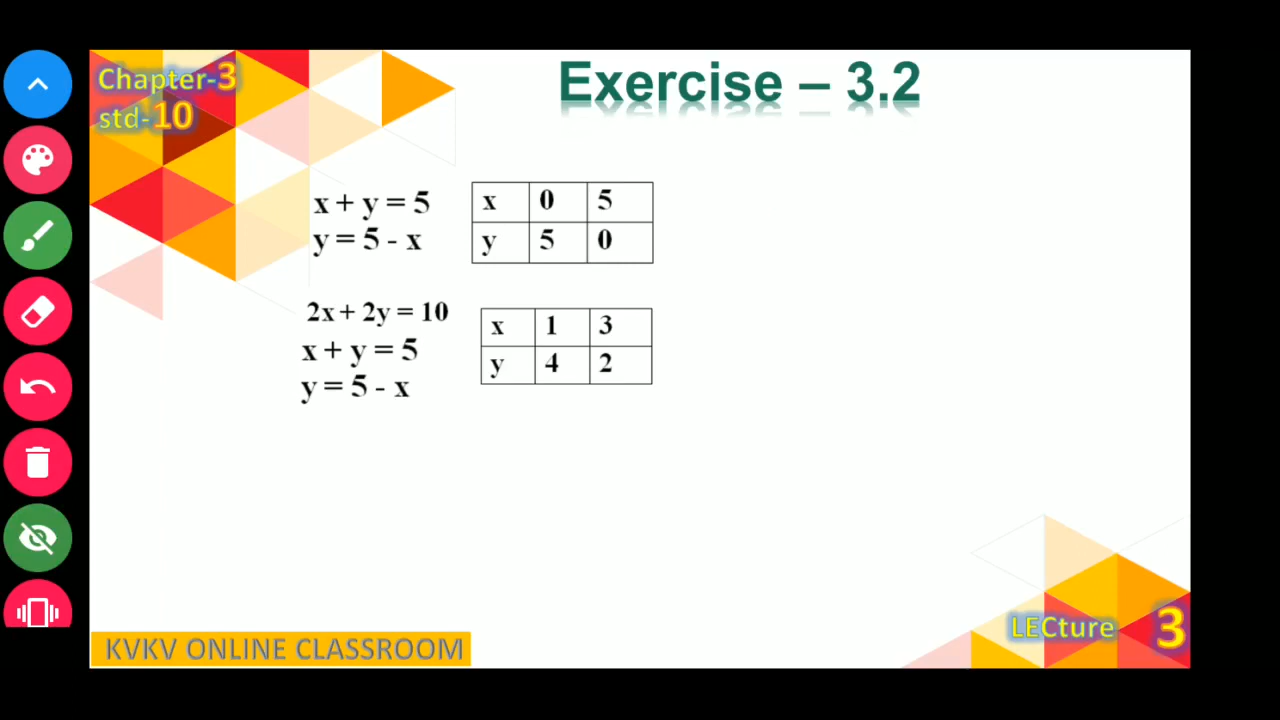 Chapter-3
std-10
Exercise – 3.2
x + y = 5
y = 5 - x
x 0 5
y 5 0
2x + 2y = 10
x + y = 5
y = 5 - x
x 1 3
y 4 2
KVKV ONLINE CLASSROOM
LECture 3